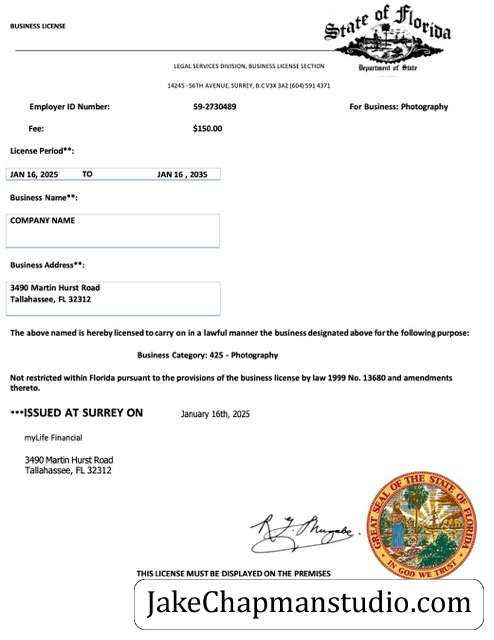 BUSINESS LICENSE
State of Florida
Department of State
LEGAL SERVICES DIVISION, BUSINESS LICENSE SECTION
14245 - 56TH AVENUE, SURREY, B.C V3X 3A2 (604) 591 4371
Employer ID Number: 59-2730489 For Business: Photography
Fee: $150.00
License Period**:
JAN 16, 2025 TO JAN 16 , 2035
Business Name**:
COMPANY NAME
Business Address**:
3490 Martin Hurst Road
Tallahassee, FL 32312
The above named is hereby licensed to carry on in a lawful manner the business designated above for the following purpose:
Business Category: 425 - Photography
Not restricted within Florida pursuant to the provisions of the business license by law 1999 No. 13680 and amendments
thereto.
***ISSUED AT SURREY ON January 16th, 2025
myLife Financial
3490 Martin Hurst Road
Tallahassee, FL 32312
GREAT SEAL OF THE STATE OF FLORIDA
IN GOD WE TRUST
R G Mugabe.
THIS LICENSE MUST BE DISPLAYED ON THE PREMISES
JakeChapmanstudio.com